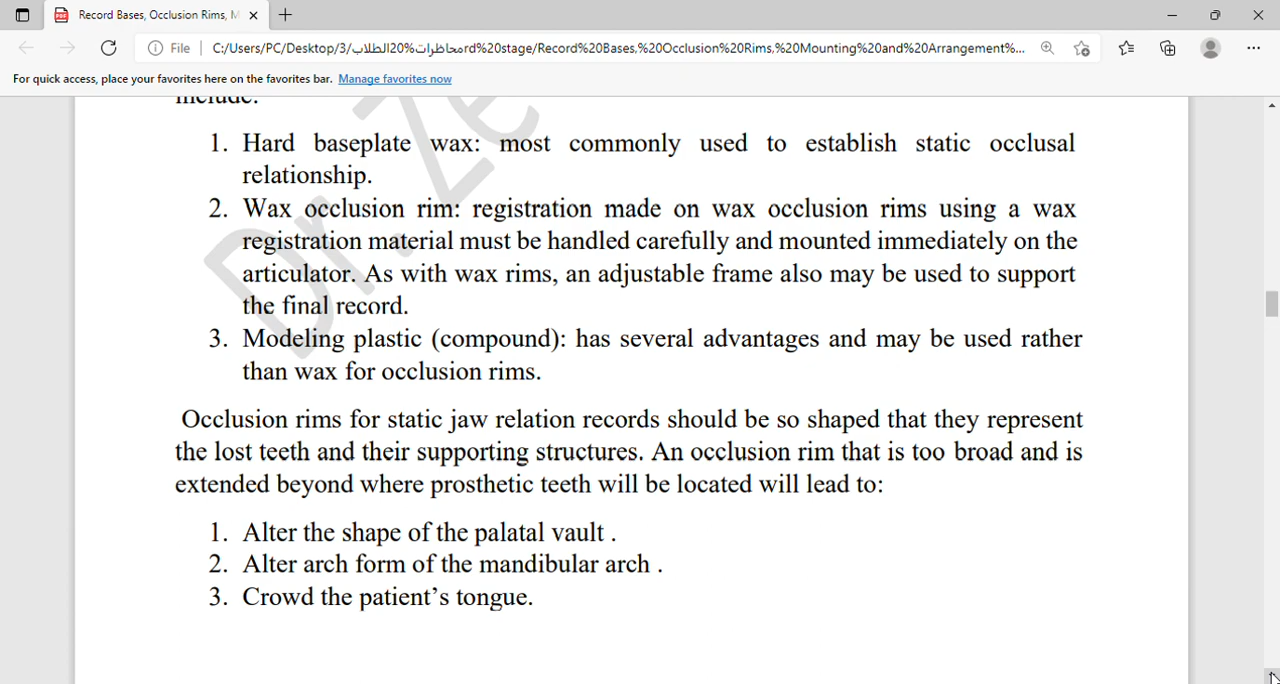 Record Bases, Occlusion Rims, M
File
C:/Users/PC/Desktop/3/محاظرات%20الطلابrd%20stage/Record%20Bases,%20Occlusion%20Rims,%20Mounting%20and%20Arrangement%...
For quick access, place your favorites here on the favorites bar. Manage favorites now
include:
1. Hard baseplate wax: most commonly used to establish static occlusal
relationship.
2. Wax occlusion rim: registration made on wax occlusion rims using a wax
registration material must be handled carefully and mounted immediately on the
articulator. As with wax rims, an adjustable frame also may be used to support
the final record.
3. Modeling plastic (compound): has several advantages and may be used rather
than wax for occlusion rims.
Occlusion rims for static jaw relation records should be so shaped that they represent
the lost teeth and their supporting structures. An occlusion rim that is too broad and is
extended beyond where prosthetic teeth will be located will lead to:
1. Alter the shape of the palatal vault .
2. Alter arch form of the mandibular arch .
3. Crowd the patient’s tongue.
Dr. Ze